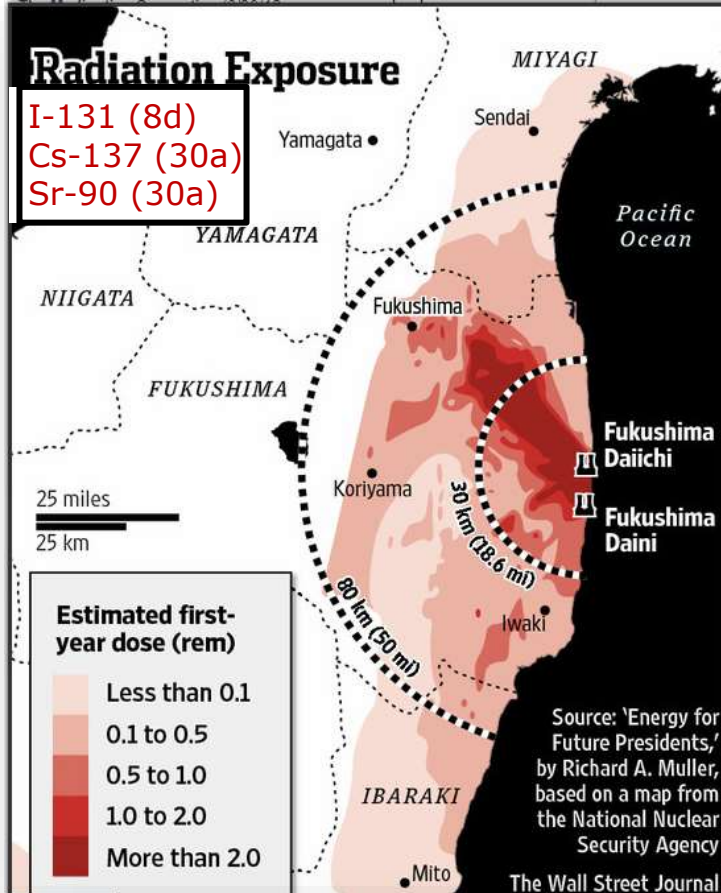 Radiation Exposure
I-131 (8d)
Cs-137 (30a)
Sr-90 (30a)
MIYAGI
Sendai
Yamagata
YAMAGATA
Pacific
Ocean
NIIGATA
Fukushima
FUKUSHIMA
Fukushima
Daiichi
Koriyama
30 km (18.6 mi)
Fukushima
Daini
25 miles
25 km
80 km (50 mi)
Iwaki
Estimated first-
year dose (rem)
Less than 0.1
0.1 to 0.5
0.5 to 1.0
1.0 to 2.0
More than 2.0
IBARAKI
Mito
Source: ‘Energy for
Future Presidents,’
by Richard A. Muller,
based on a map from
the National Nuclear
Security Agency
The Wall Street Journal